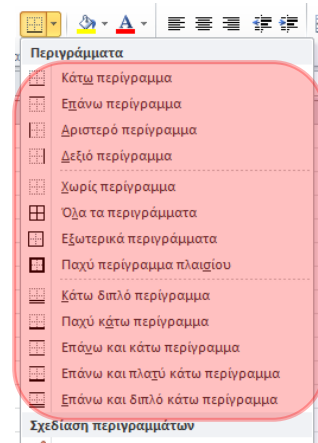 Περιγράμματα
Κάτω περίγραμμα
Επάνω περίγραμμα
Αριστερό περίγραμμα
Δεξιό περίγραμμα
Χωρίς περίγραμμα
Όλα τα περιγράμματα
Εξωτερικά περιγράμματα
Παχύ περίγραμμα πλαισίου
Κάτω διπλό περίγραμμα
Παχύ κάτω περίγραμμα
Επάνω και κάτω περίγραμμα
Επάνω και πλατύ κάτω περίγραμμα
Επάνω και διπλό κάτω περίγραμμα
Σχεδίαση περιγραμμάτων